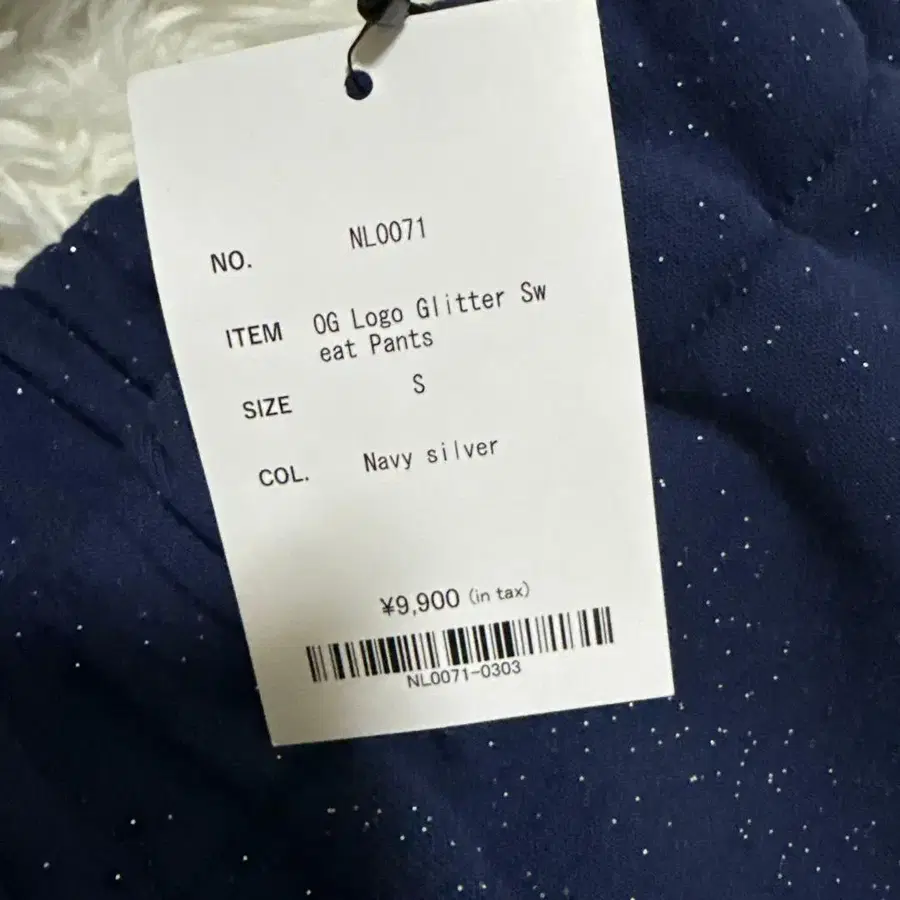 NO. NL0071
ITEM OG Logo Glitter Sw
eat Pants
SIZE S
COL. Navy silver
¥9,900 (in tax)
NL0071-0303